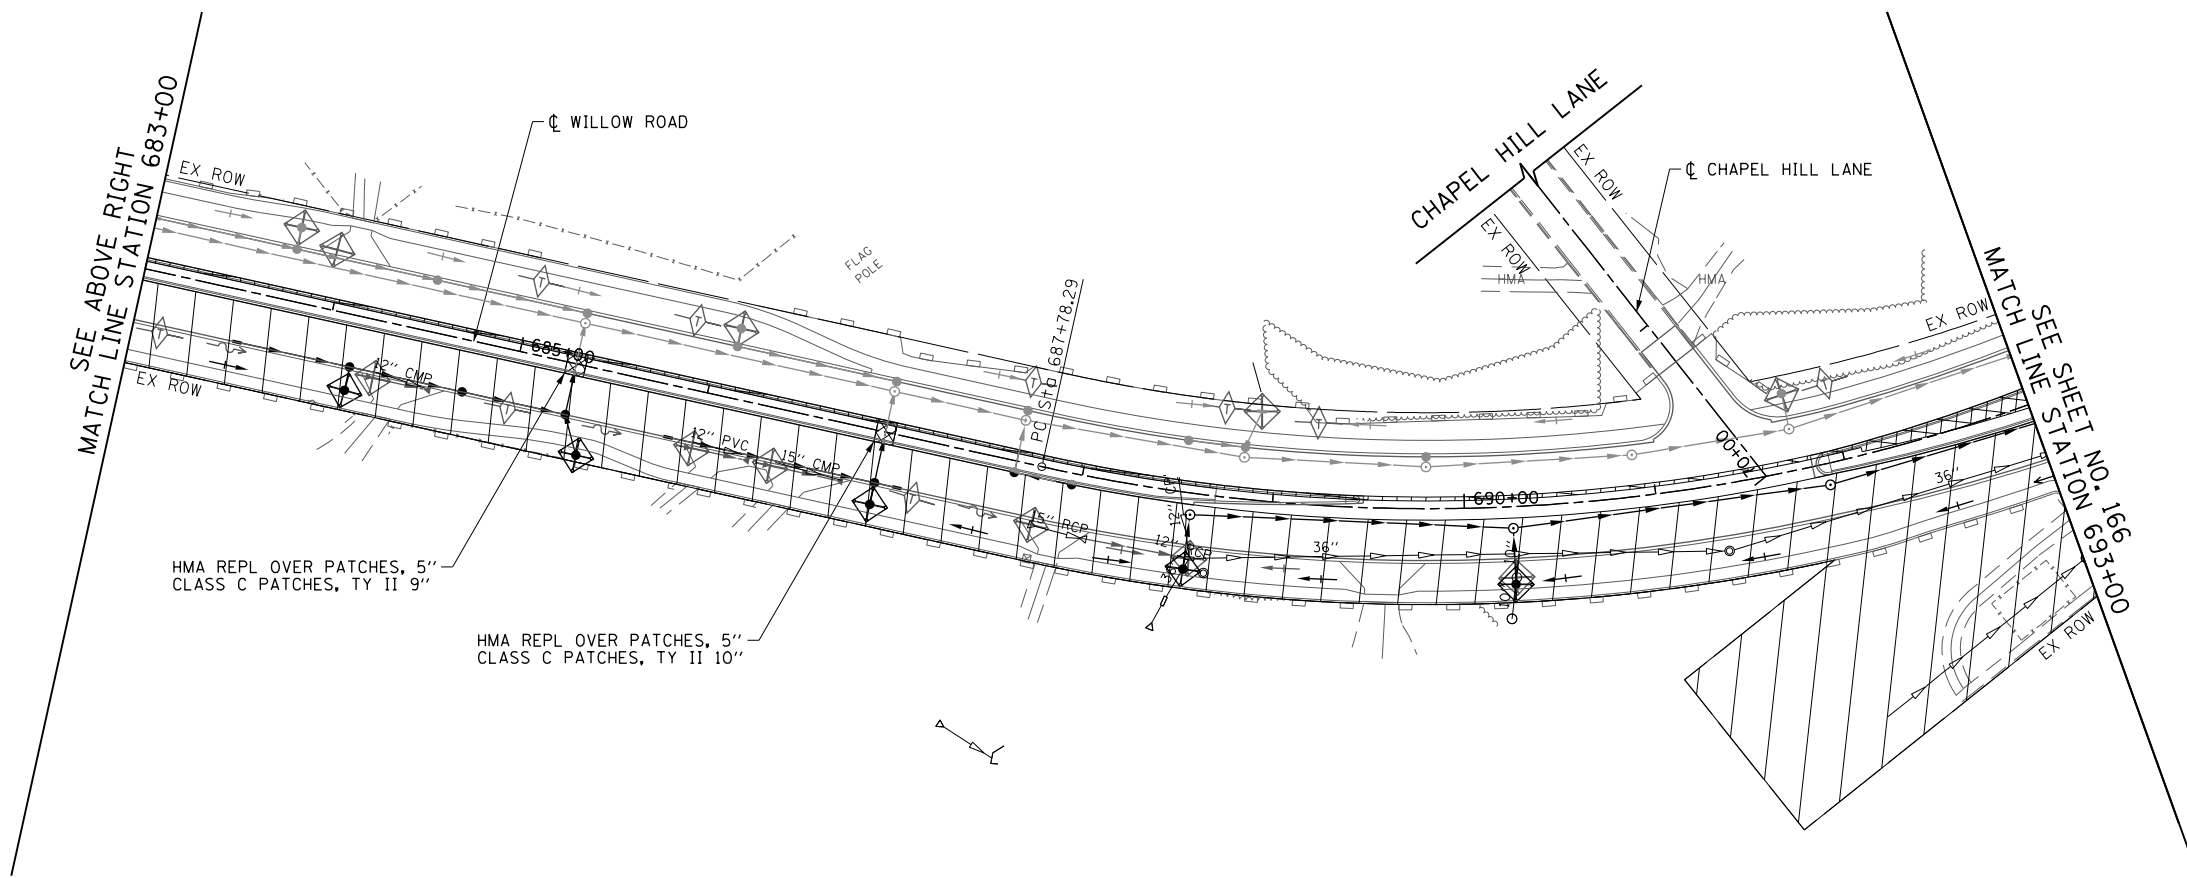 SEE ABOVE RIGHT
MATCH LINE STATION 683+00
EX ROW
℄ WILLOW ROAD
CHAPEL HILL LANE
EX ROW
℄ CHAPEL HILL LANE
EX ROW
HMA
HMA
FLAG
POLE
PC Sta 687+78.29
EX ROW
SEE SHEET NO. 166
MATCH LINE STATION 693+00
685+00
12" CMP
T
T
T
T
T
T
T
T
T
T
EX ROW
12" PVC
15" CMP
10+00
690+00
36"
15" RCP
12"
12" RCP
36"
HMA REPL OVER PATCHES, 5"
CLASS C PATCHES, TY II 9"
HMA REPL OVER PATCHES, 5"
CLASS C PATCHES, TY II 10"
EX ROW